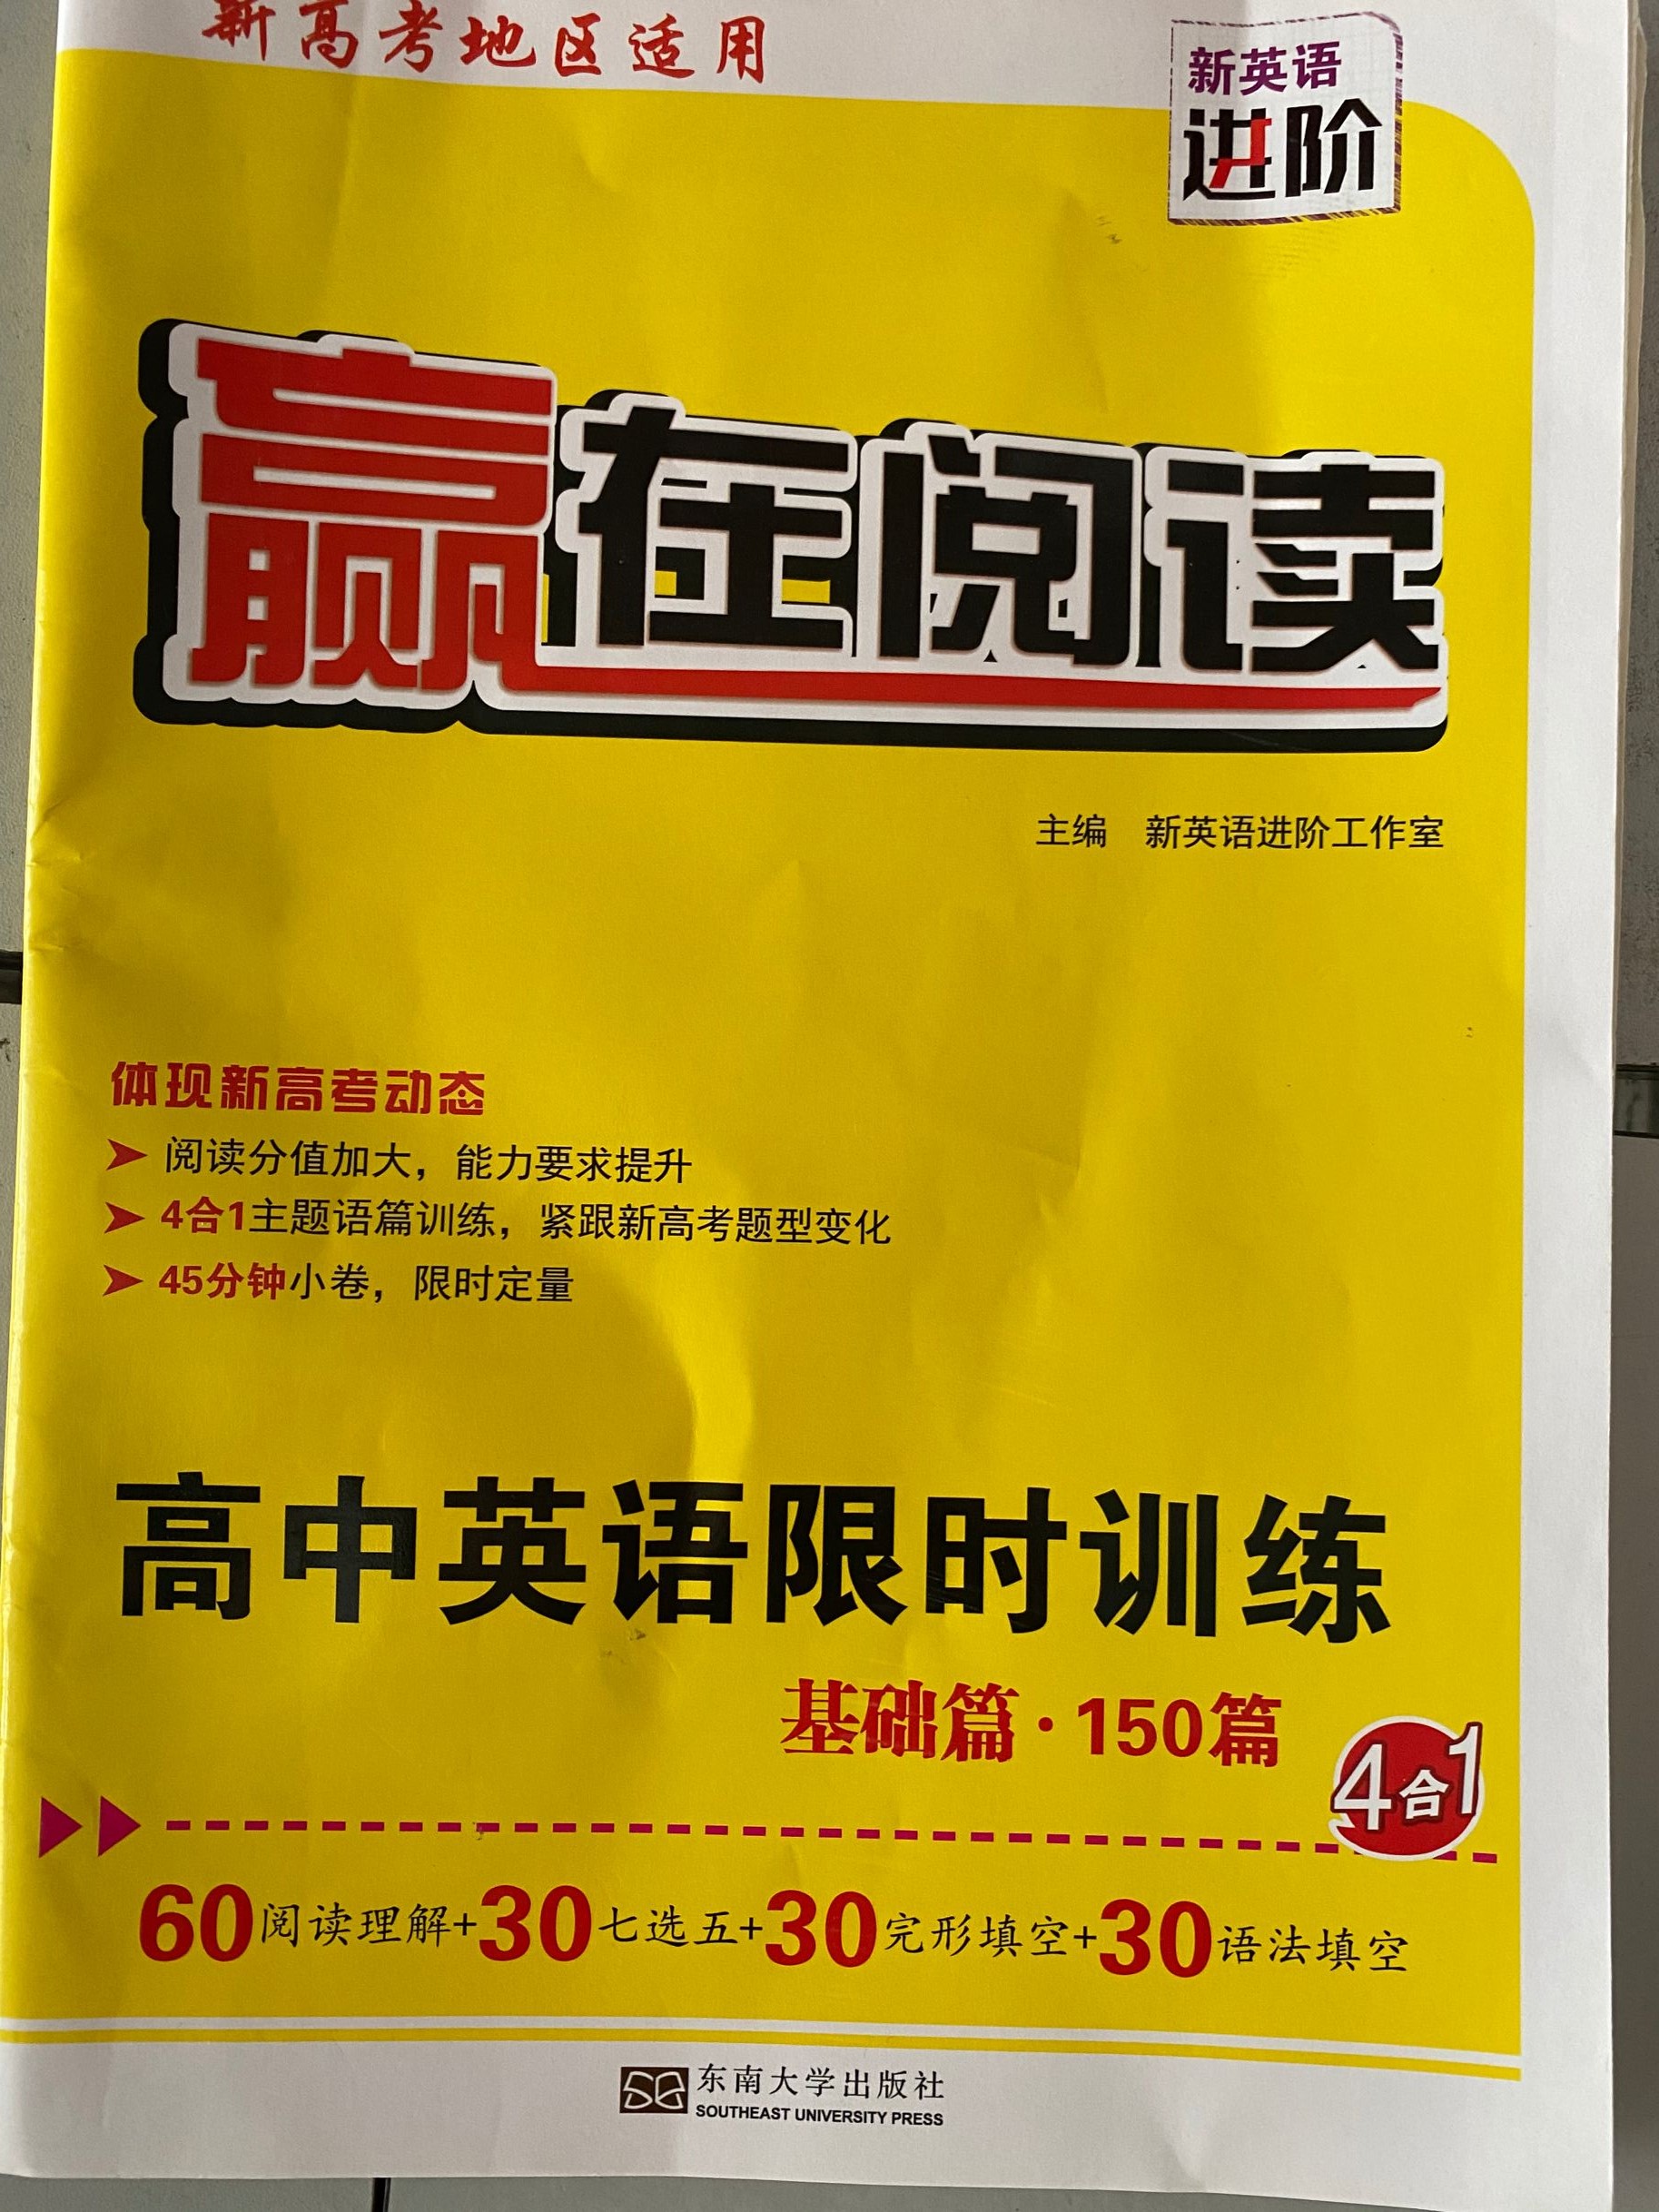 新高考地区适用
新英语
进阶
赢在阅读
主编 新英语进阶工作室
体现新高考动态
阅读分值加大，能力要求提升
4合1主题语篇训练，紧跟新高考题型变化
45分钟小卷，限时定量
高中英语限时训练
基础篇·150篇
4合1
60阅读理解+30七选五+30完形填空+30语法填空
东南大学出版社
SOUTHEAST UNIVERSITY PRESS